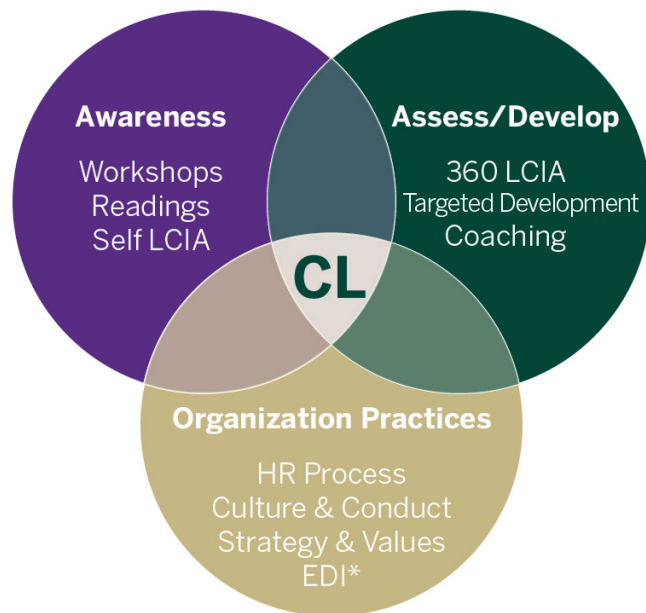 Awareness
Workshops
Readings
Self LCIA
Assess/Develop
360 LCIA
Targeted Development
Coaching
CL
Organization Practices
HR Process
Culture & Conduct
Strategy & Values
EDI*